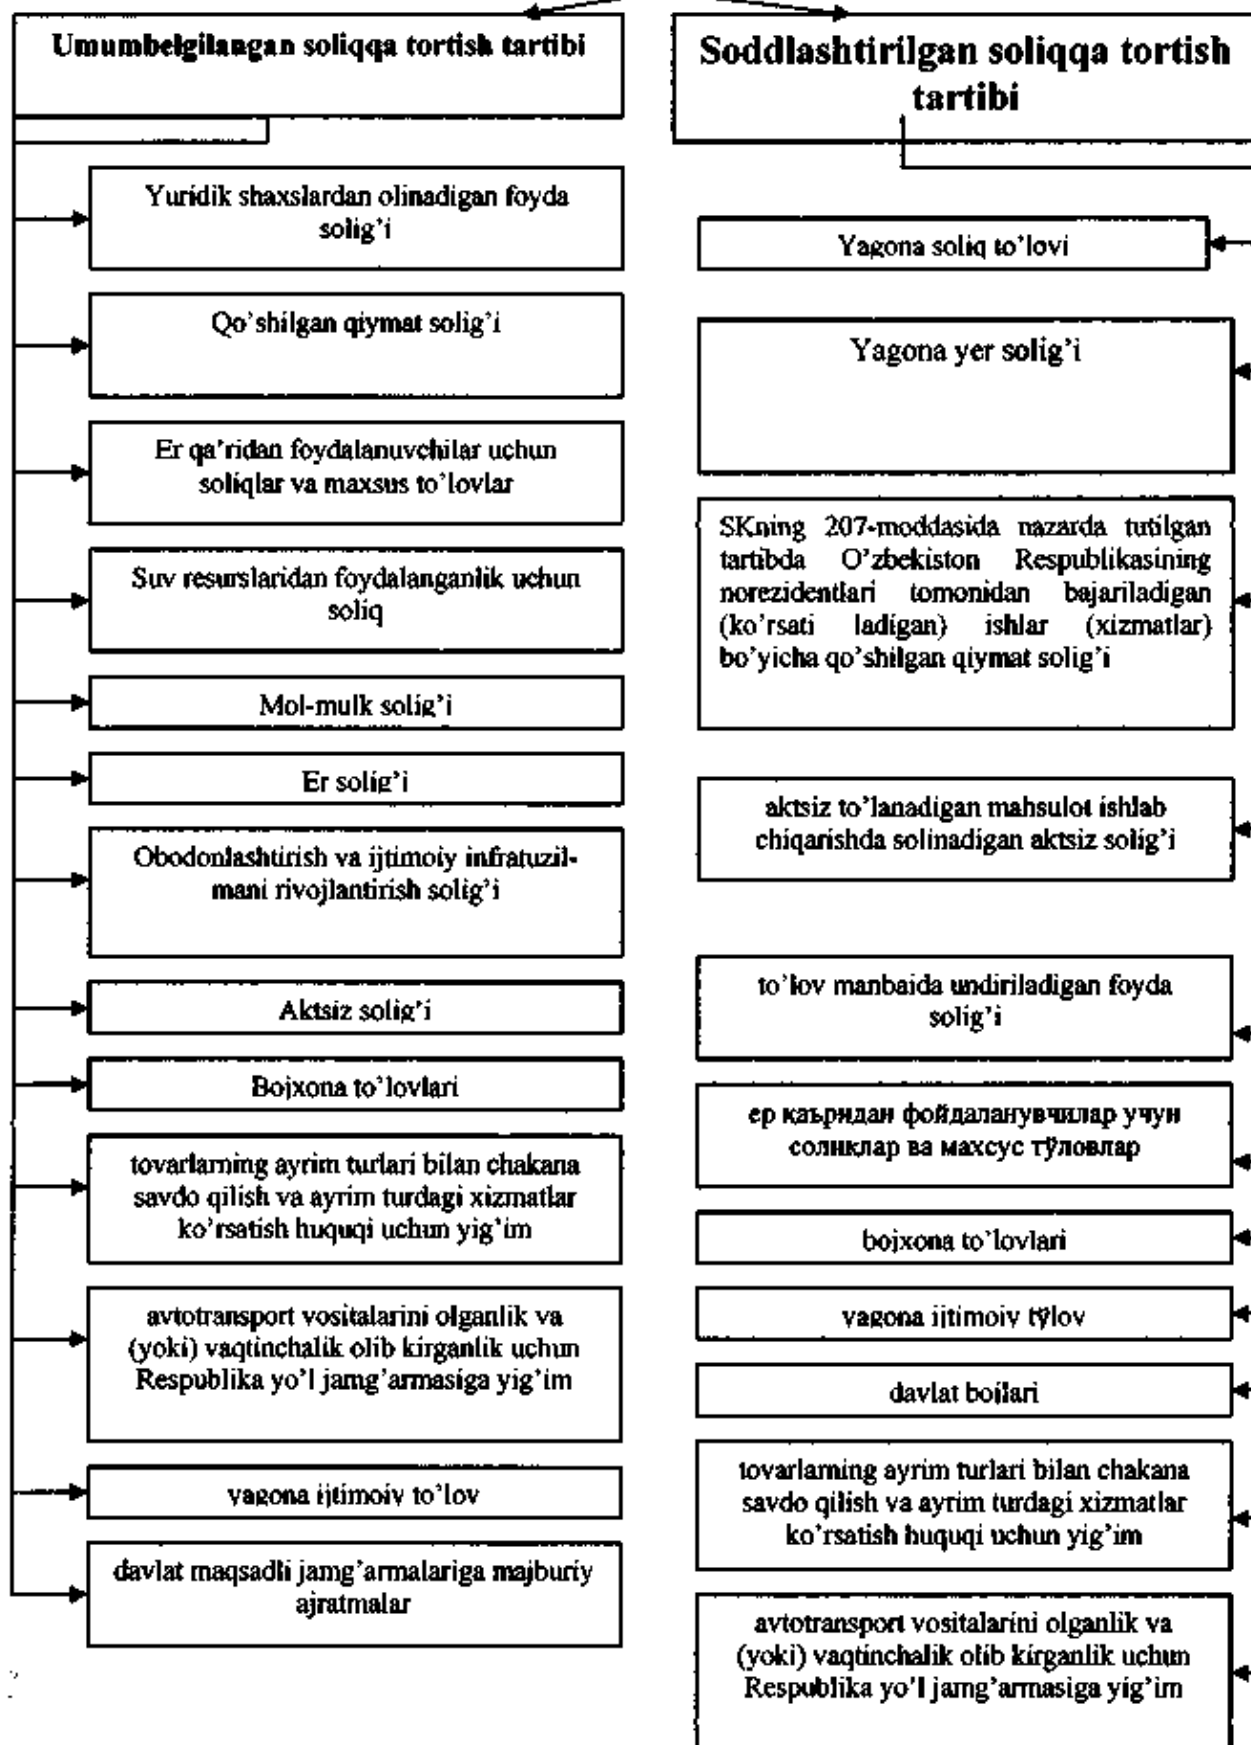 Umumbelgilangan soliqqa tortish tartibi
Yuridik shaxslardan olinadigan foyda
solig'i
Qo'shilgan qiymat solig'i
Er qa'ridan foydalanuvchilar uchun
soliqlar va maxsus to'lovlar
Suv resurslaridan foydalanganlik uchun
soliq
Mol-mulk solig'i
Er solig'i
Obodonlashtirish va ijtimoiy infratuzil-
mani rivojlantirish solig'i
Aktsiz solig'i
Bojxona to'lovlari
tovarlarning ayrim turlari bilan chakana
savdo qilish va ayrim turdagi xizmatlar
ko'rsatish huquqi uchun yig'im
avtotransport vositalarini olganlik va
(yoki) vaqtinchalik olib kirganlik uchun
Respublika yo'l jamg'armasiga yig'im
yagona ijtimoiy to'lov
davlat maqsadli jamg'armalariga majburiy
ajratmalar
Soddlashtirilgan soliqqa tortish
tartibi
Yagona soliq to'lovi
Yagona yer solig'i
SKning 207-moddasida nazarda tutilgan
tartibda O'zbekiston Respublikasining
norezidentlari tomonidan bajariladigan
(ko'rsati ladigan) ishlar (xizmatlar)
bo'yicha qo'shilgan qiymat solig'i
aktsiz to'lanadigan mahsulot ishlab
chiqarishda solinadigan aktsiz solig'i
to'lov manbaida undiriladigan foyda
solig'i
ер каъридан фойдаланувчилар учун
соликлар ва махсус тўловлар
bojxona to'lovlari
yagona ijtimoiy tўlov
davlat bojlari
tovarlarning ayrim turlari bilan chakana
savdo qilish va ayrim turdagi xizmatlar
ko'rsatish huquqi uchun yig'im
avtotransport vositalarini olganlik va
(yoki) vaqtinchalik olib kirganlik uchun
Respublika yo'l jamg'armasiga yig'im